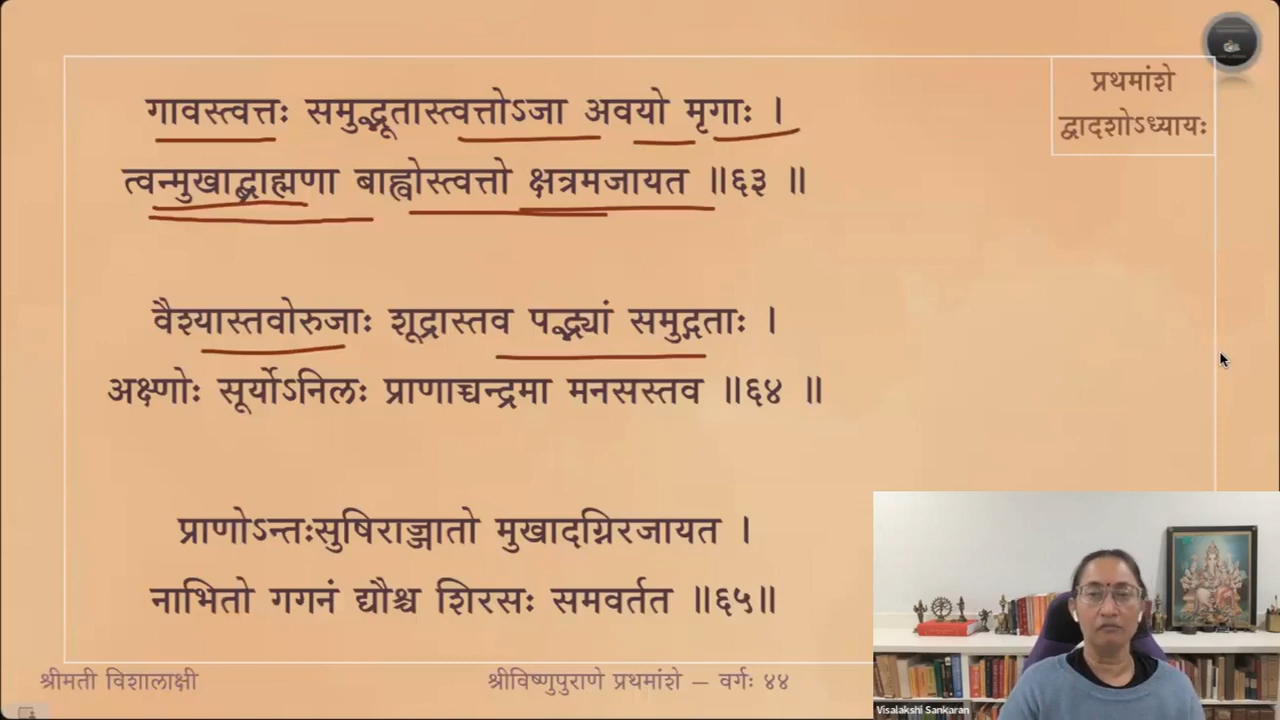 प्रथमांशे
द्वादशोऽध्यायः
गावस्त्वत्तः समुद्भूतास्त्वत्तोऽजा अवयो मृगाः ।
त्वन्मुखाद्ब्राह्मणा बाह्वोस्त्वत्तो क्षत्रमजायत ॥६३ ॥
वैश्यास्तवोरुजाः शूद्रास्तव पद्भ्यां समुद्गताः ।
अक्ष्णोः सूर्योऽनिलः प्राणाच्चन्द्रमा मनसस्तव ॥६४ ॥
प्राणोऽन्तःसुषिराज्जातो मुखादग्निरजायत ।
नाभितो गगनं द्यौश्च शिरसः समवर्तत ॥६५॥
श्रीमती विशालाक्षी
श्रीविष्णुपुराणे प्रथमांशे – वर्गः ४४
Visalakshi Sankaran